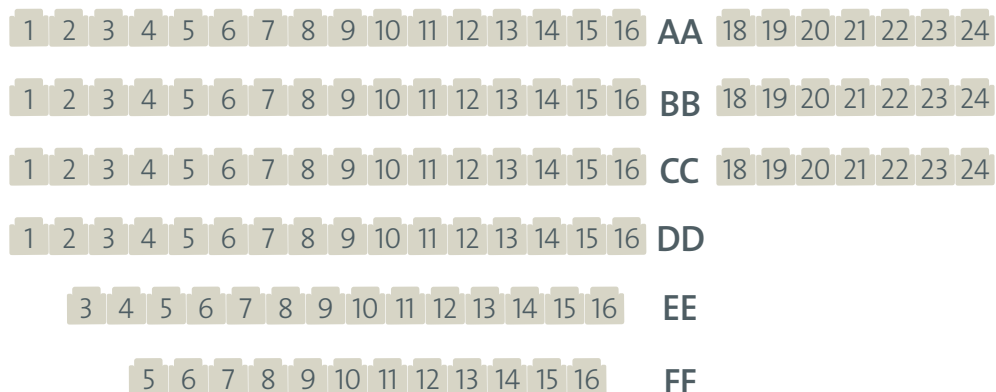 1 2 3 4 5 6 7 8 9 10 11 12 13 14 15 16 AA 18 19 20 21 22 23 24
1 2 3 4 5 6 7 8 9 10 11 12 13 14 15 16 BB 18 19 20 21 22 23 24
1 2 3 4 5 6 7 8 9 10 11 12 13 14 15 16 CC 18 19 20 21 22 23 24
1 2 3 4 5 6 7 8 9 10 11 12 13 14 15 16 DD
3 4 5 6 7 8 9 10 11 12 13 14 15 16 EE
5 6 7 8 9 10 11 12 13 14 15 16 FF